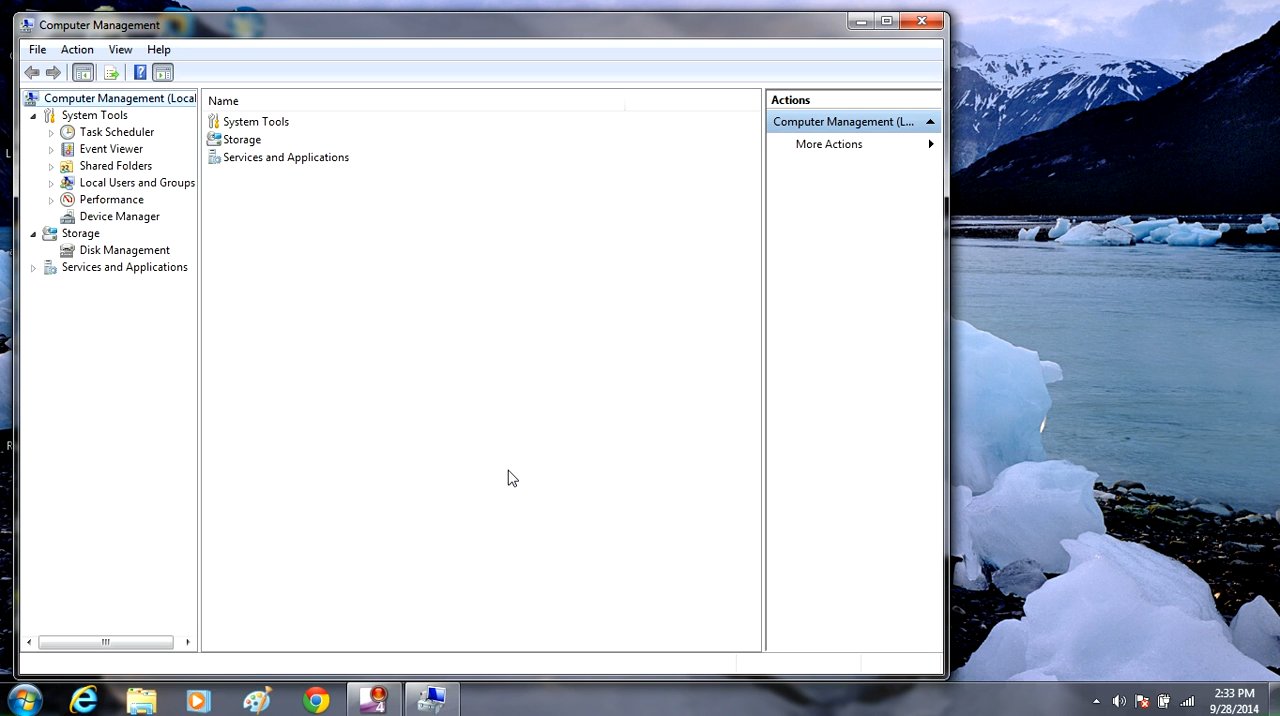 Computer Management
File Action View Help
Computer Management (Local
System Tools
Task Scheduler
Event Viewer
Shared Folders
Local Users and Groups
Performance
Device Manager
Storage
Disk Management
Services and Applications
Name
System Tools
Storage
Services and Applications
Actions
Computer Management (L...
More Actions
L
R
4
2:33 PM
9/28/2014